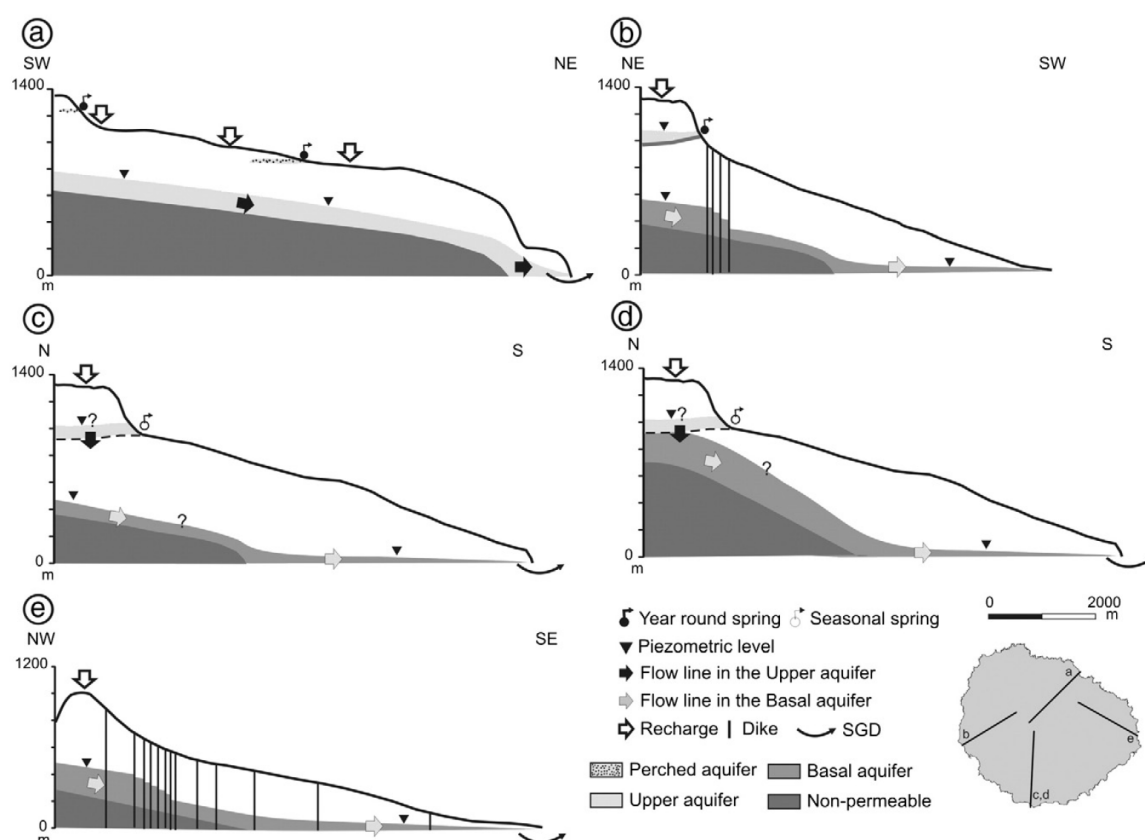 a
SW NE
1400
0
m
b
NE SW
1400
0
m
c
N S
1400
?
?
0
m
d
N S
1400
?
?
0
m
e
NW SE
1200
0
m
Year round spring Seasonal spring
Piezometric level
Flow line in the Upper aquifer
Flow line in the Basal aquifer
Recharge Dike SGD
Perched aquifer Basal aquifer
Upper aquifer Non-permeable
0 2000
m
a
b
e
c,d